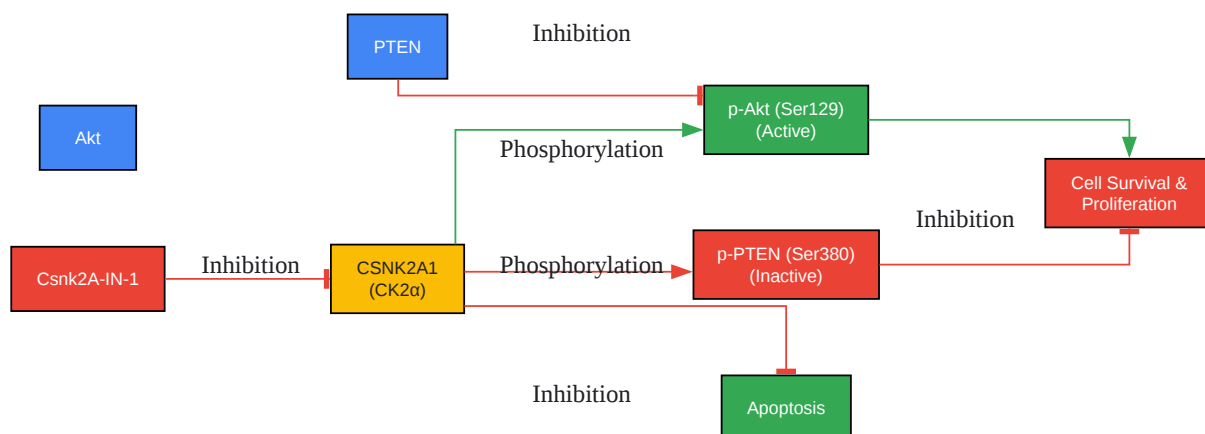 Inhibition
PTEN
p-Akt (Ser129)
(Active)
Akt
Phosphorylation
Cell Survival &
Proliferation
Inhibition
Csnk2A-IN-1
Inhibition
CSNK2A1
(CK2α)
Phosphorylation
p-PTEN (Ser380)
(Inactive)
Inhibition
Apoptosis